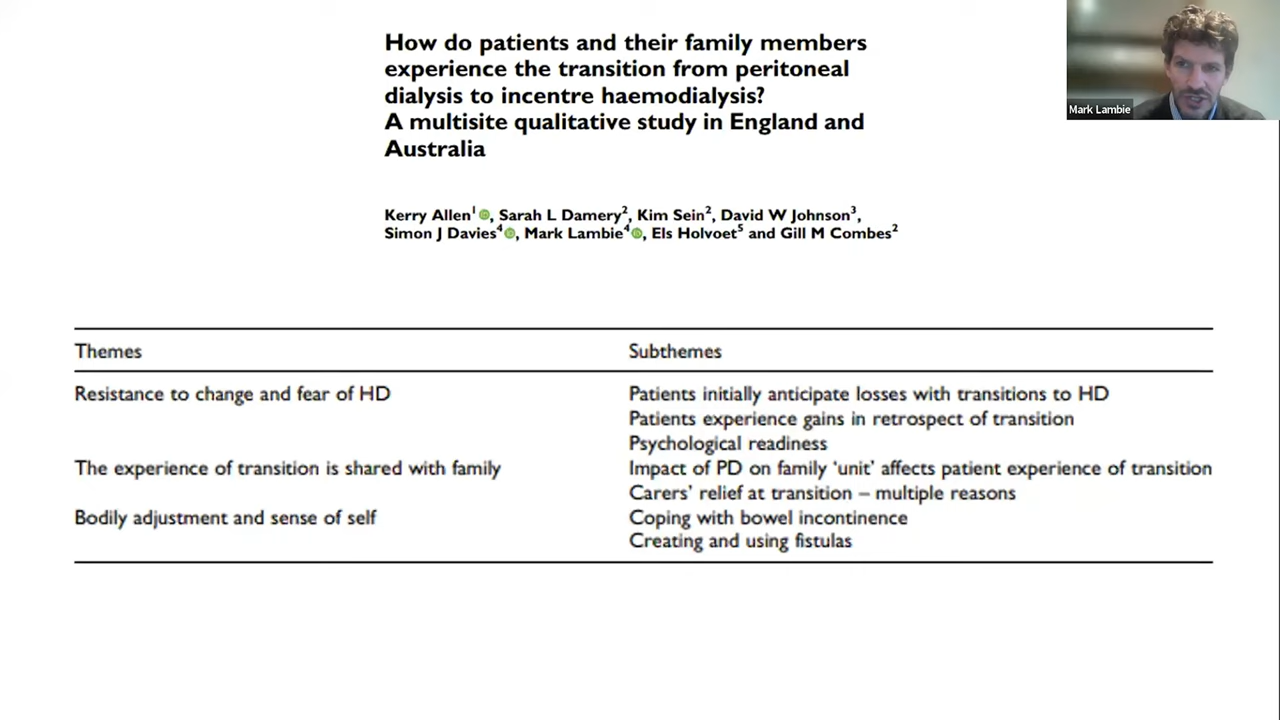 How do patients and their family members
experience the transition from peritoneal
dialysis to incentre haemodialysis?
A multisite qualitative study in England and
Australia
Mark Lambie
Kerry Allen1, Sarah L Damery2, Kim Sein2, David W Johnson3,
Simon J Davies4, Mark Lambie4, Els Holvoet5 and Gill M Combes2
Themes Subthemes
Resistance to change and fear of HD Patients initially anticipate losses with transitions to HD
Patients experience gains in retrospect of transition
Psychological readiness
The experience of transition is shared with family Impact of PD on family ‘unit’ affects patient experience of transition
Carers’ relief at transition – multiple reasons
Bodily adjustment and sense of self Coping with bowel incontinence
Creating and using fistulas